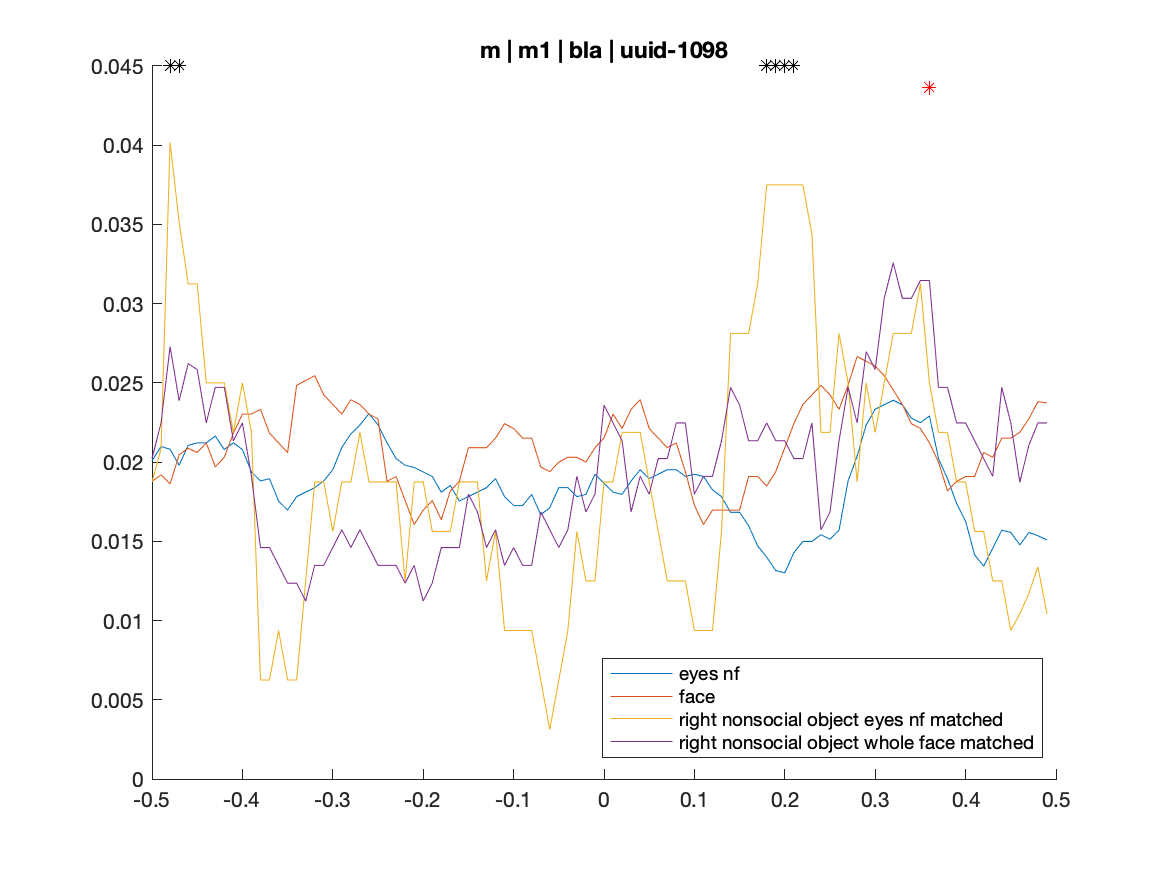 m | m1 | bla | uuid-1098
0.045
0.04
0.035
0.03
0.025
0.02
0.015
0.01
0.005
0
-0.5 -0.4 -0.3 -0.2 -0.1 0 0.1 0.2 0.3 0.4 0.5
eyes nf
face
right nonsocial object eyes nf matched
right nonsocial object whole face matched